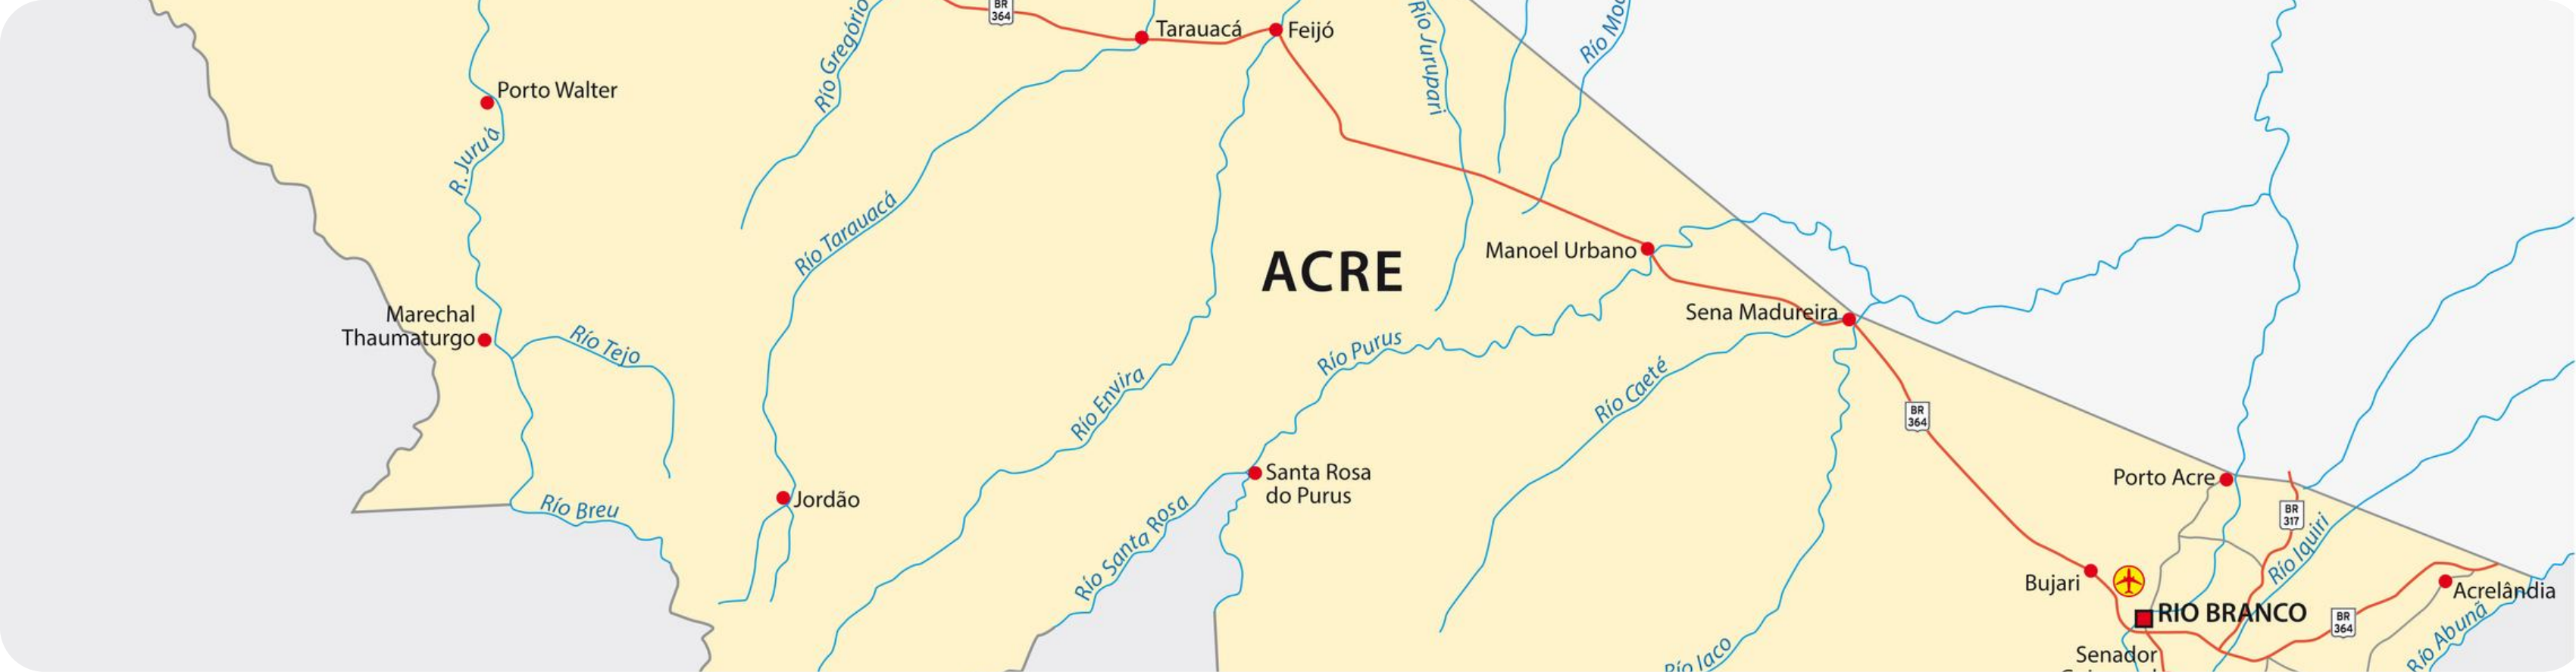 BR
364
Tarauacá
Feijó
Río Gregório
Río Jurupari
Porto Walter
R. Juruá
Río Tarauacá
ACRE
Manoel Urbano
Marechal
Thaumaturgo
Río Tejo
Sena Madureira
Río Purus
Río Envira
Río Caeté
BR
364
Santa Rosa
do Purus
Porto Acre
Jordão
Río Breu
Río Santa Rosa
BR
317
Río Iquiri
Bujari
Acrelândia
RIO BRANCO
BR
364
Río Abunã
Río Iaco
Senador